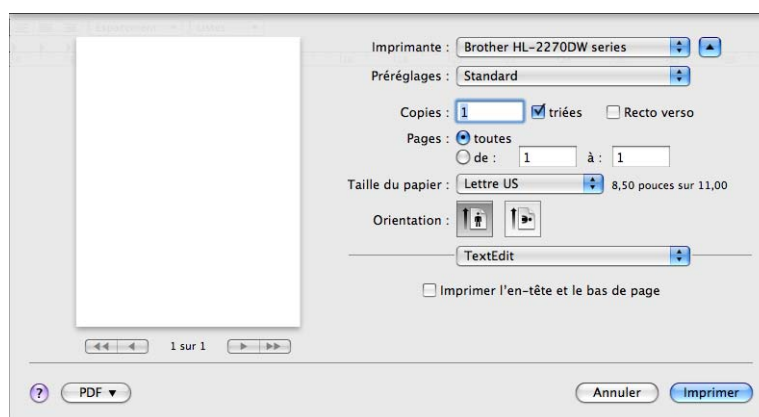 Imprimante : Brother HL-2270DW series
Préréglages : Standard
Copies : 1 triées Recto verso
Pages : toutes
de : 1 à : 1
Taille du papier : Lettre US 8,50 pouces sur 11,00
Orientation :
TextEdit
Imprimer l'en-tête et le bas de page
1 sur 1
? PDF Annuler Imprimer